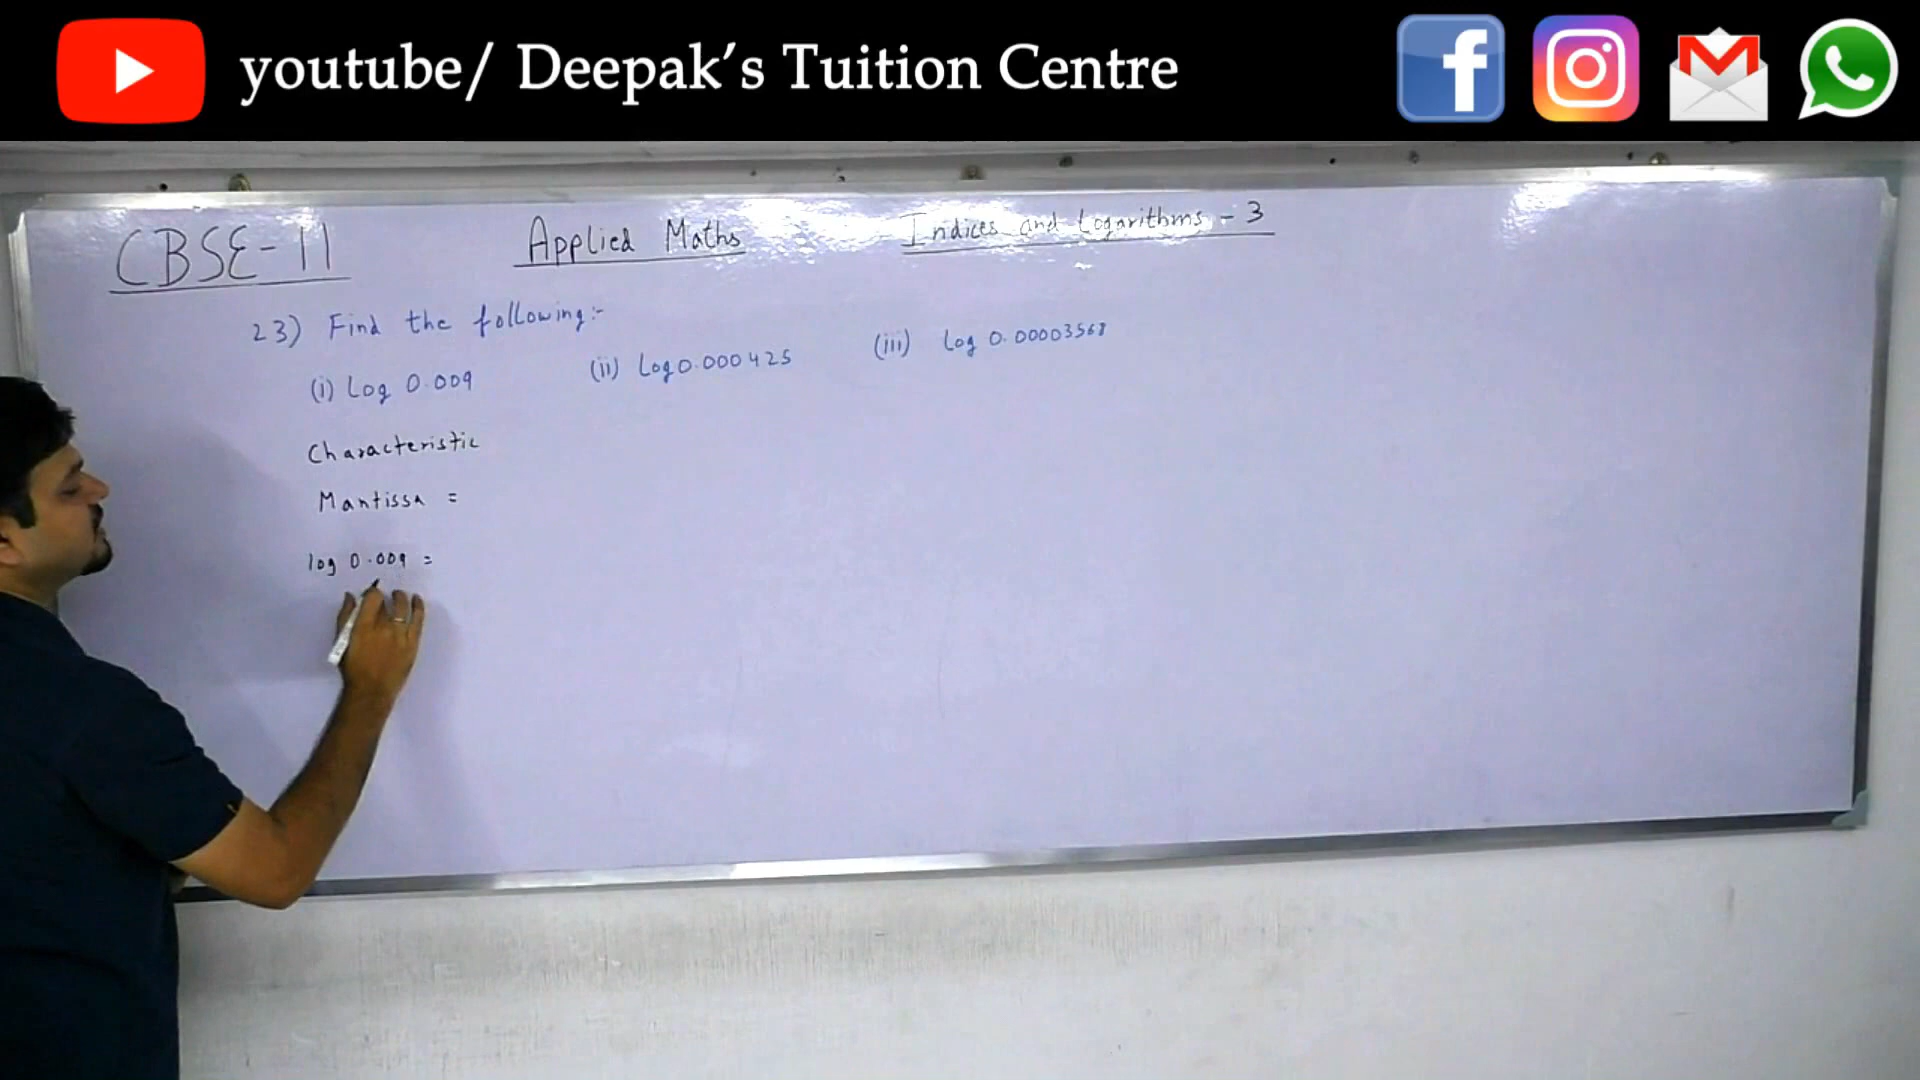 youtube/ Deepak's Tuition Centre
CBSE-11 Applied Maths Indices and Logarithms - 3
23) Find the following:-
(i) Log 0.009 (ii) Log 0.000425 (iii) Log 0.00003568
Characteristic
Mantissa =
log 0.009 =